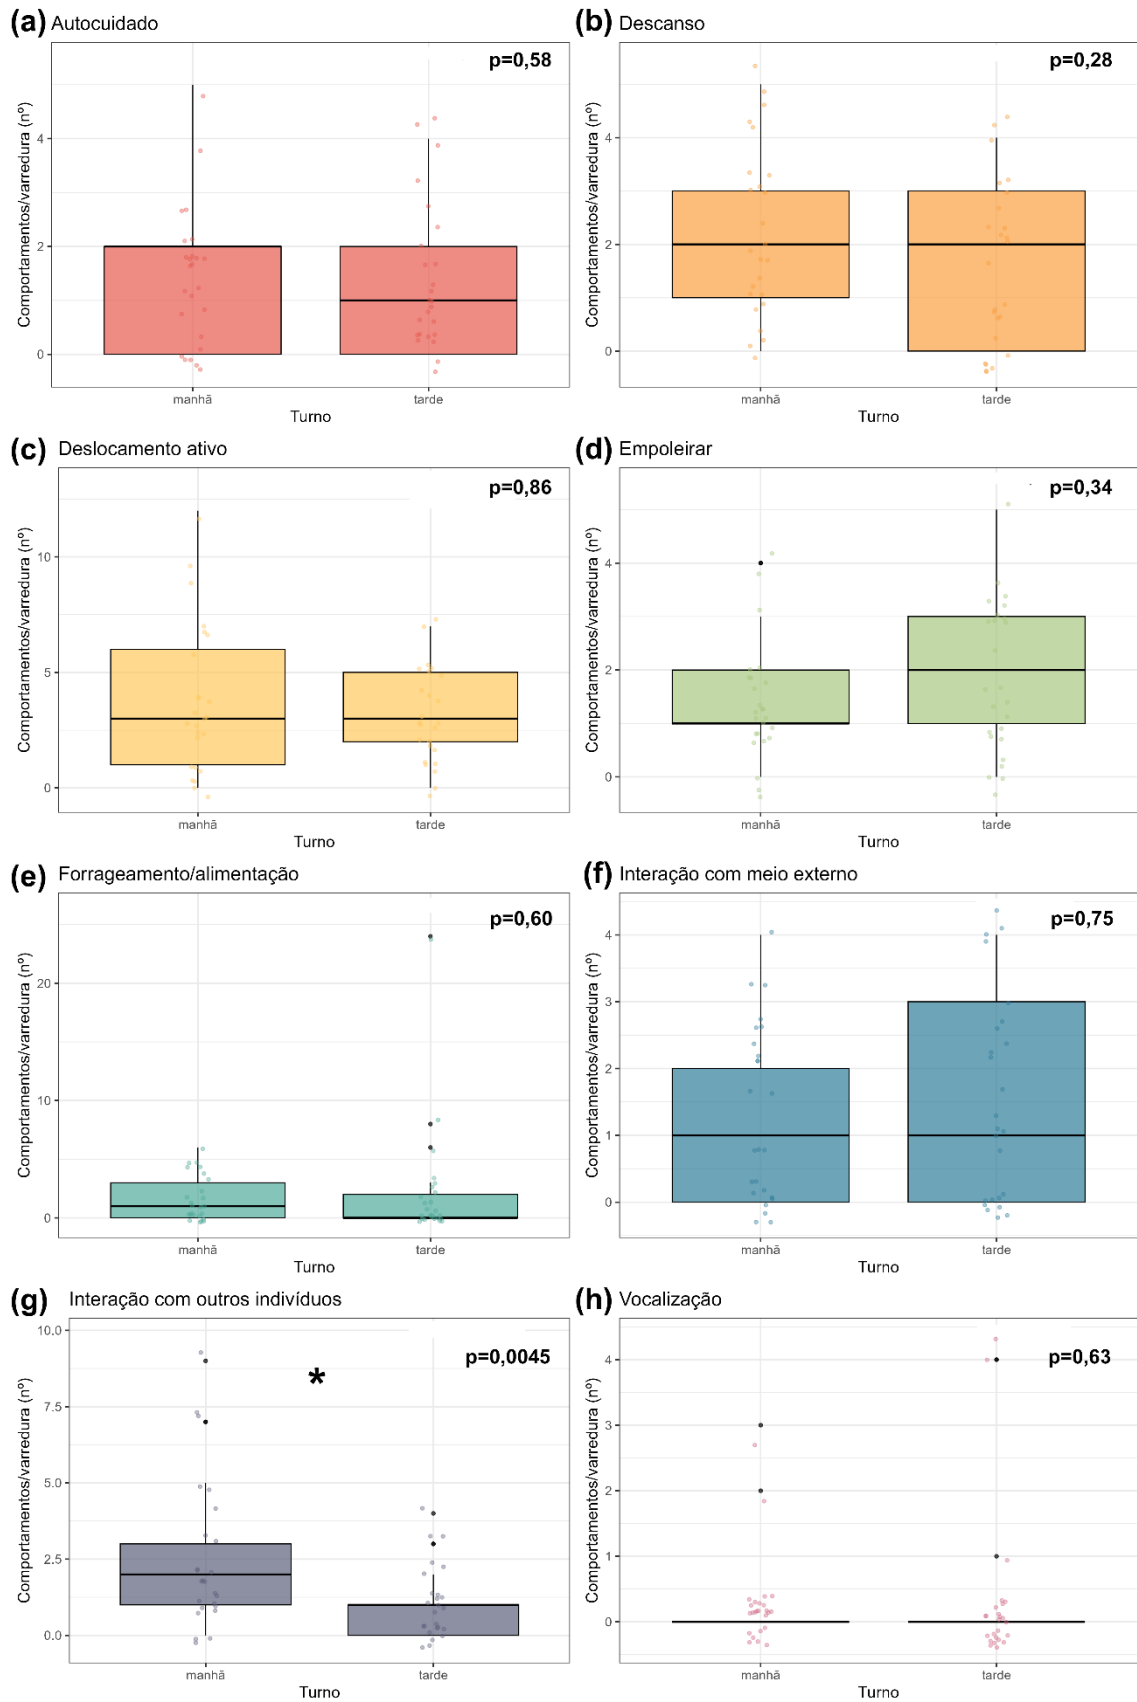 (a) Autocuidado
p=0,58
Comportamentos/varredura (nº)
4
2
0
manhã
tarde
Turno
(b) Descanso
p=0,28
Comportamentos/varredura (nº)
4
2
0
manhã
tarde
Turno
(c) Deslocamento ativo
p=0,86
Comportamentos/varredura (nº)
10
5
0
manhã
tarde
Turno
(d) Empoleirar
p=0,34
Comportamentos/varredura (nº)
4
2
0
manhã
tarde
Turno
(e) Forrageamento/alimentação
p=0,60
Comportamentos/varredura (nº)
20
10
0
manhã
tarde
Turno
(f) Interação com meio externo
p=0,75
Comportamentos/varredura (nº)
4
3
2
1
0
manhã
tarde
Turno
(g) Interação com outros indivíduos
p=0,0045
*
Comportamentos/varredura (nº)
10.0
7.5
5.0
2.5
0.0
manhã
tarde
Turno
(h) Vocalização
p=0,63
Comportamentos/varredura (nº)
4
3
2
1
0
manhã
tarde
Turno